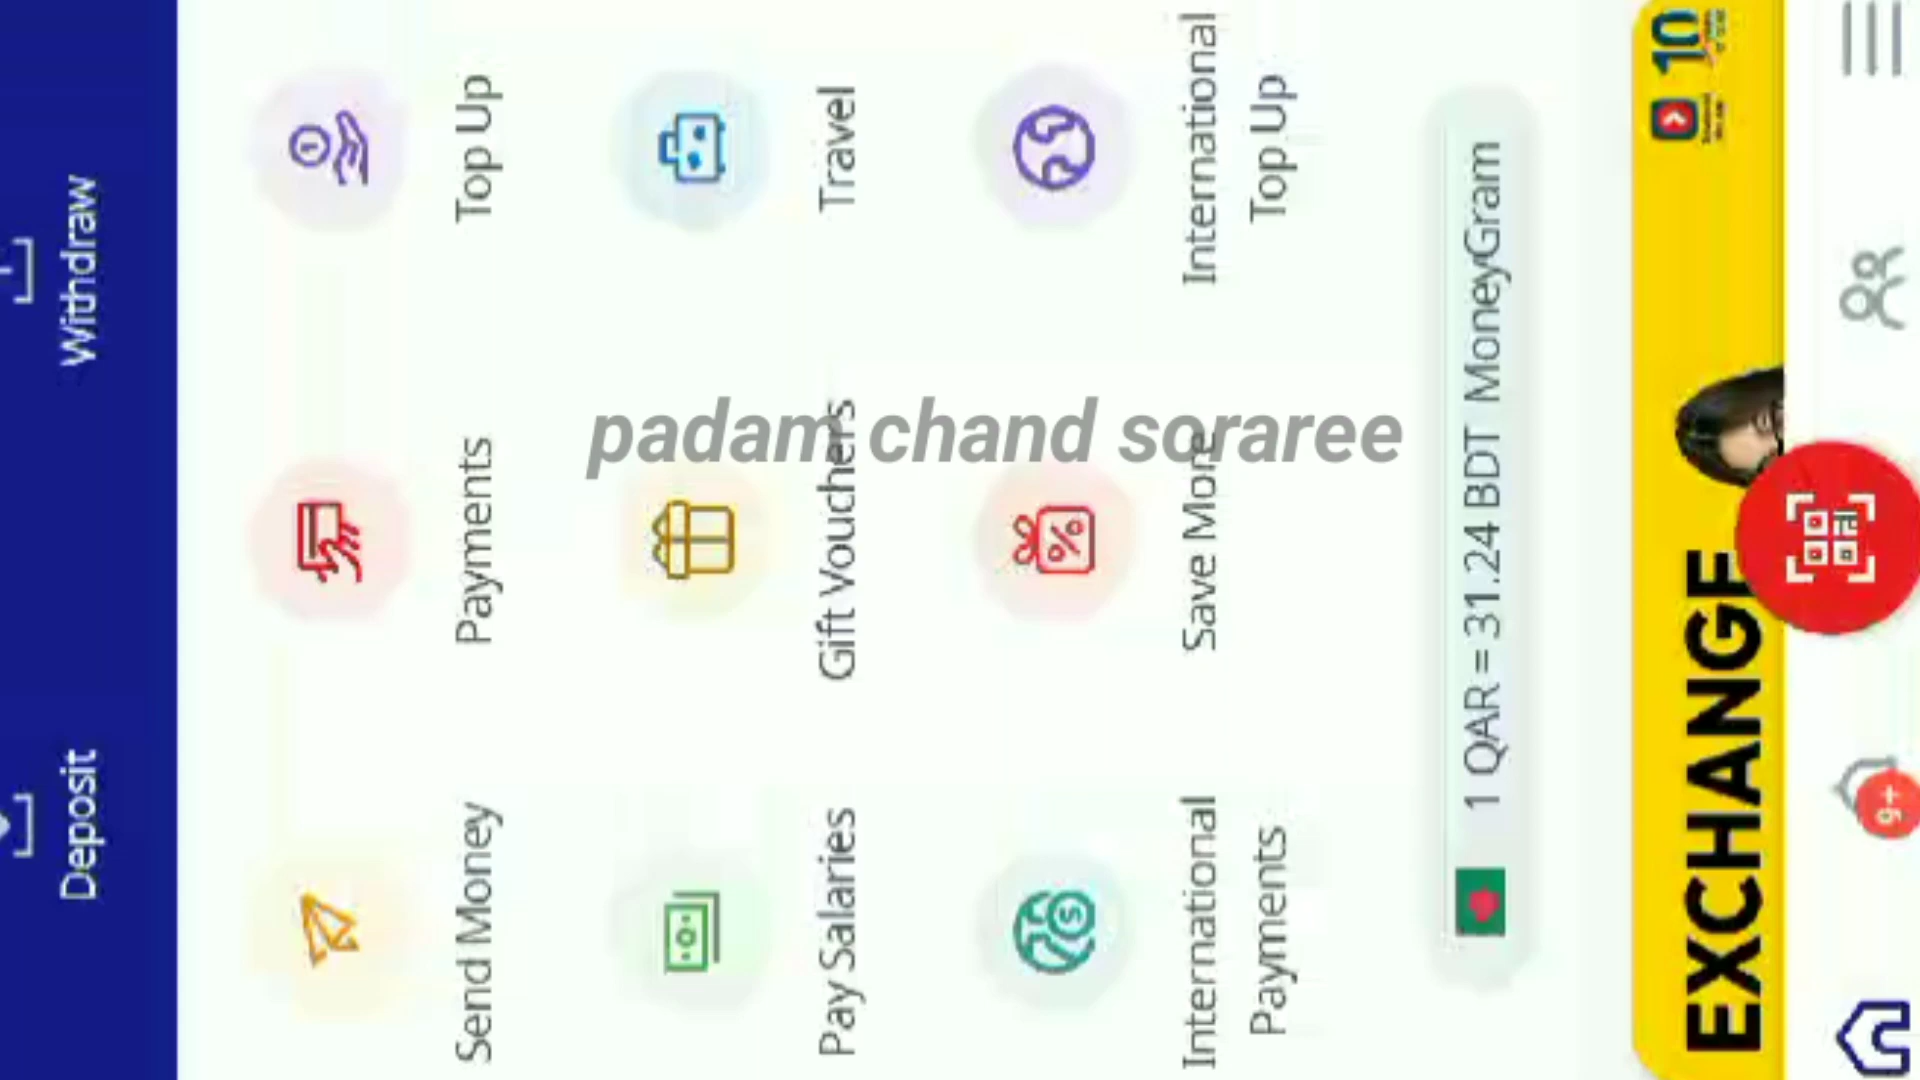 Deposit
Withdraw
Send Money
Payments
Top Up
Pay Salaries
Gift Vouchers
Travel
International
Payments
Save More
International
Top Up
1 QAR = 31.24 BDT MoneyGram
EXCHANGE
10
9+
padam chand soraree